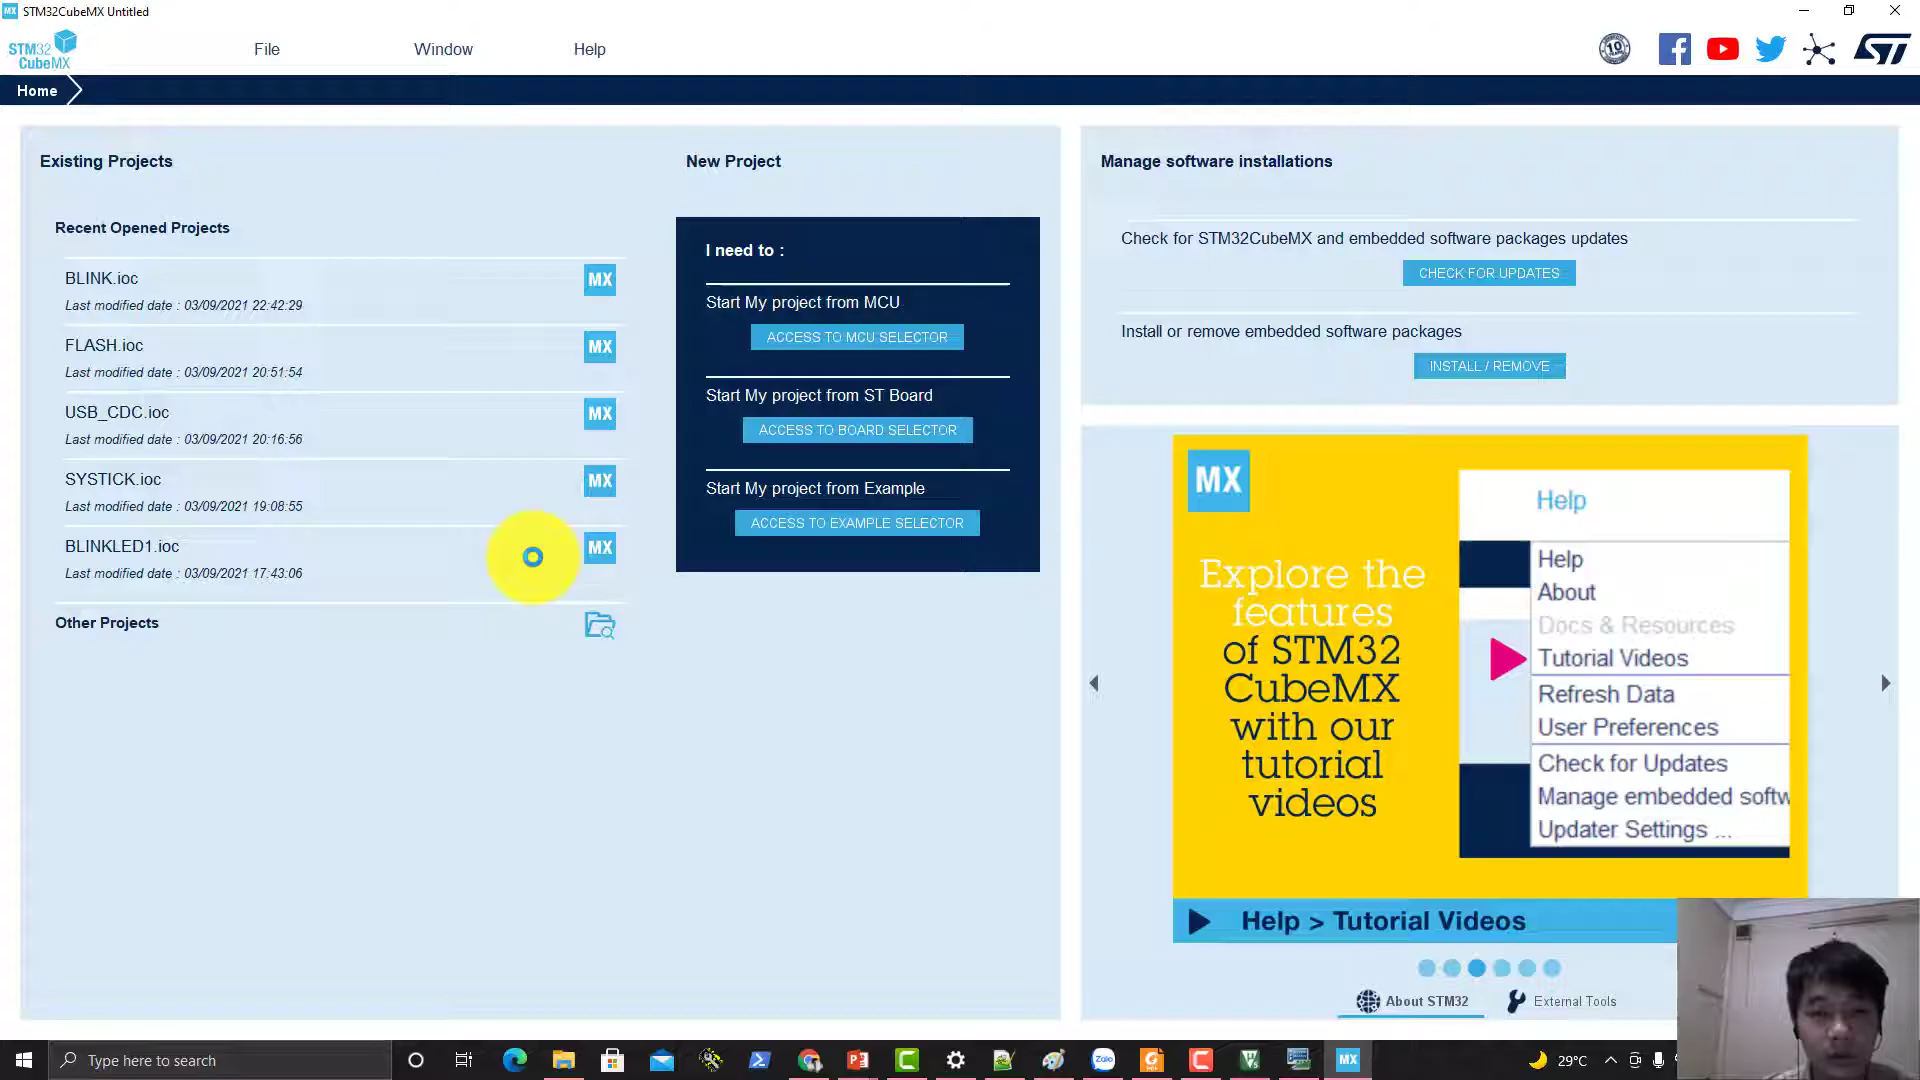 MX STM32CubeMX Untitled
STM32
CubeMX
File
Window
Help
10
ST
Home
Existing Projects
Recent Opened Projects
BLINK.ioc
MX
Last modified date : 03/09/2021 22:42:29
FLASH.ioc
MX
Last modified date : 03/09/2021 20:51:54
USB_CDC.ioc
MX
Last modified date : 03/09/2021 20:16:56
SYSTICK.ioc
MX
Last modified date : 03/09/2021 19:08:55
BLINKLED1.ioc
MX
Last modified date : 03/09/2021 17:43:06
Other Projects
New Project
I need to :
Start My project from MCU
ACCESS TO MCU SELECTOR
Start My project from ST Board
ACCESS TO BOARD SELECTOR
Start My project from Example
ACCESS TO EXAMPLE SELECTOR
Manage software installations
Check for STM32CubeMX and embedded software packages updates
CHECK FOR UPDATES
Install or remove embedded software packages
INSTALL / REMOVE
MX
Explore the
features
of STM32
CubeMX
with our
tutorial
videos
Help
Help
About
Docs & Resources
Tutorial Videos
Refresh Data
User Preferences
Check for Updates
Manage embedded softw
Updater Settings ...
Help > Tutorial Videos
About STM32
External Tools
Type here to search
Zalo
MX
29°C